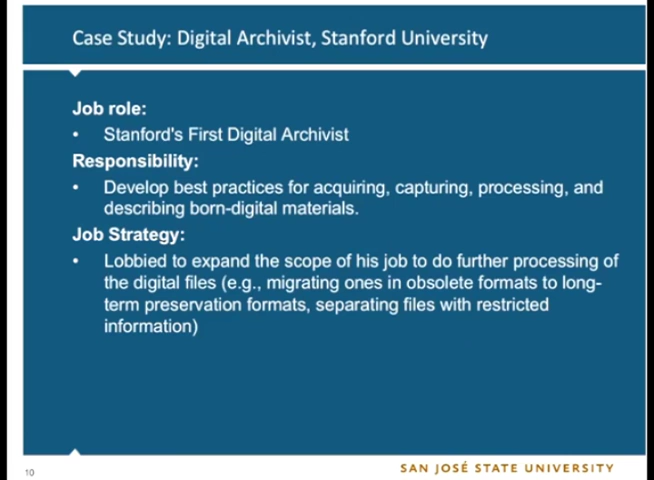 Case Study: Digital Archivist, Stanford University
Job role:
• Stanford's First Digital Archivist
Responsibility:
• Develop best practices for acquiring, capturing, processing, and
describing born-digital materials.
Job Strategy:
• Lobbied to expand the scope of his job to do further processing of
the digital files (e.g., migrating ones in obsolete formats to long-
term preservation formats, separating files with restricted
information)
10
SAN JOSÉ STATE UNIVERSITY